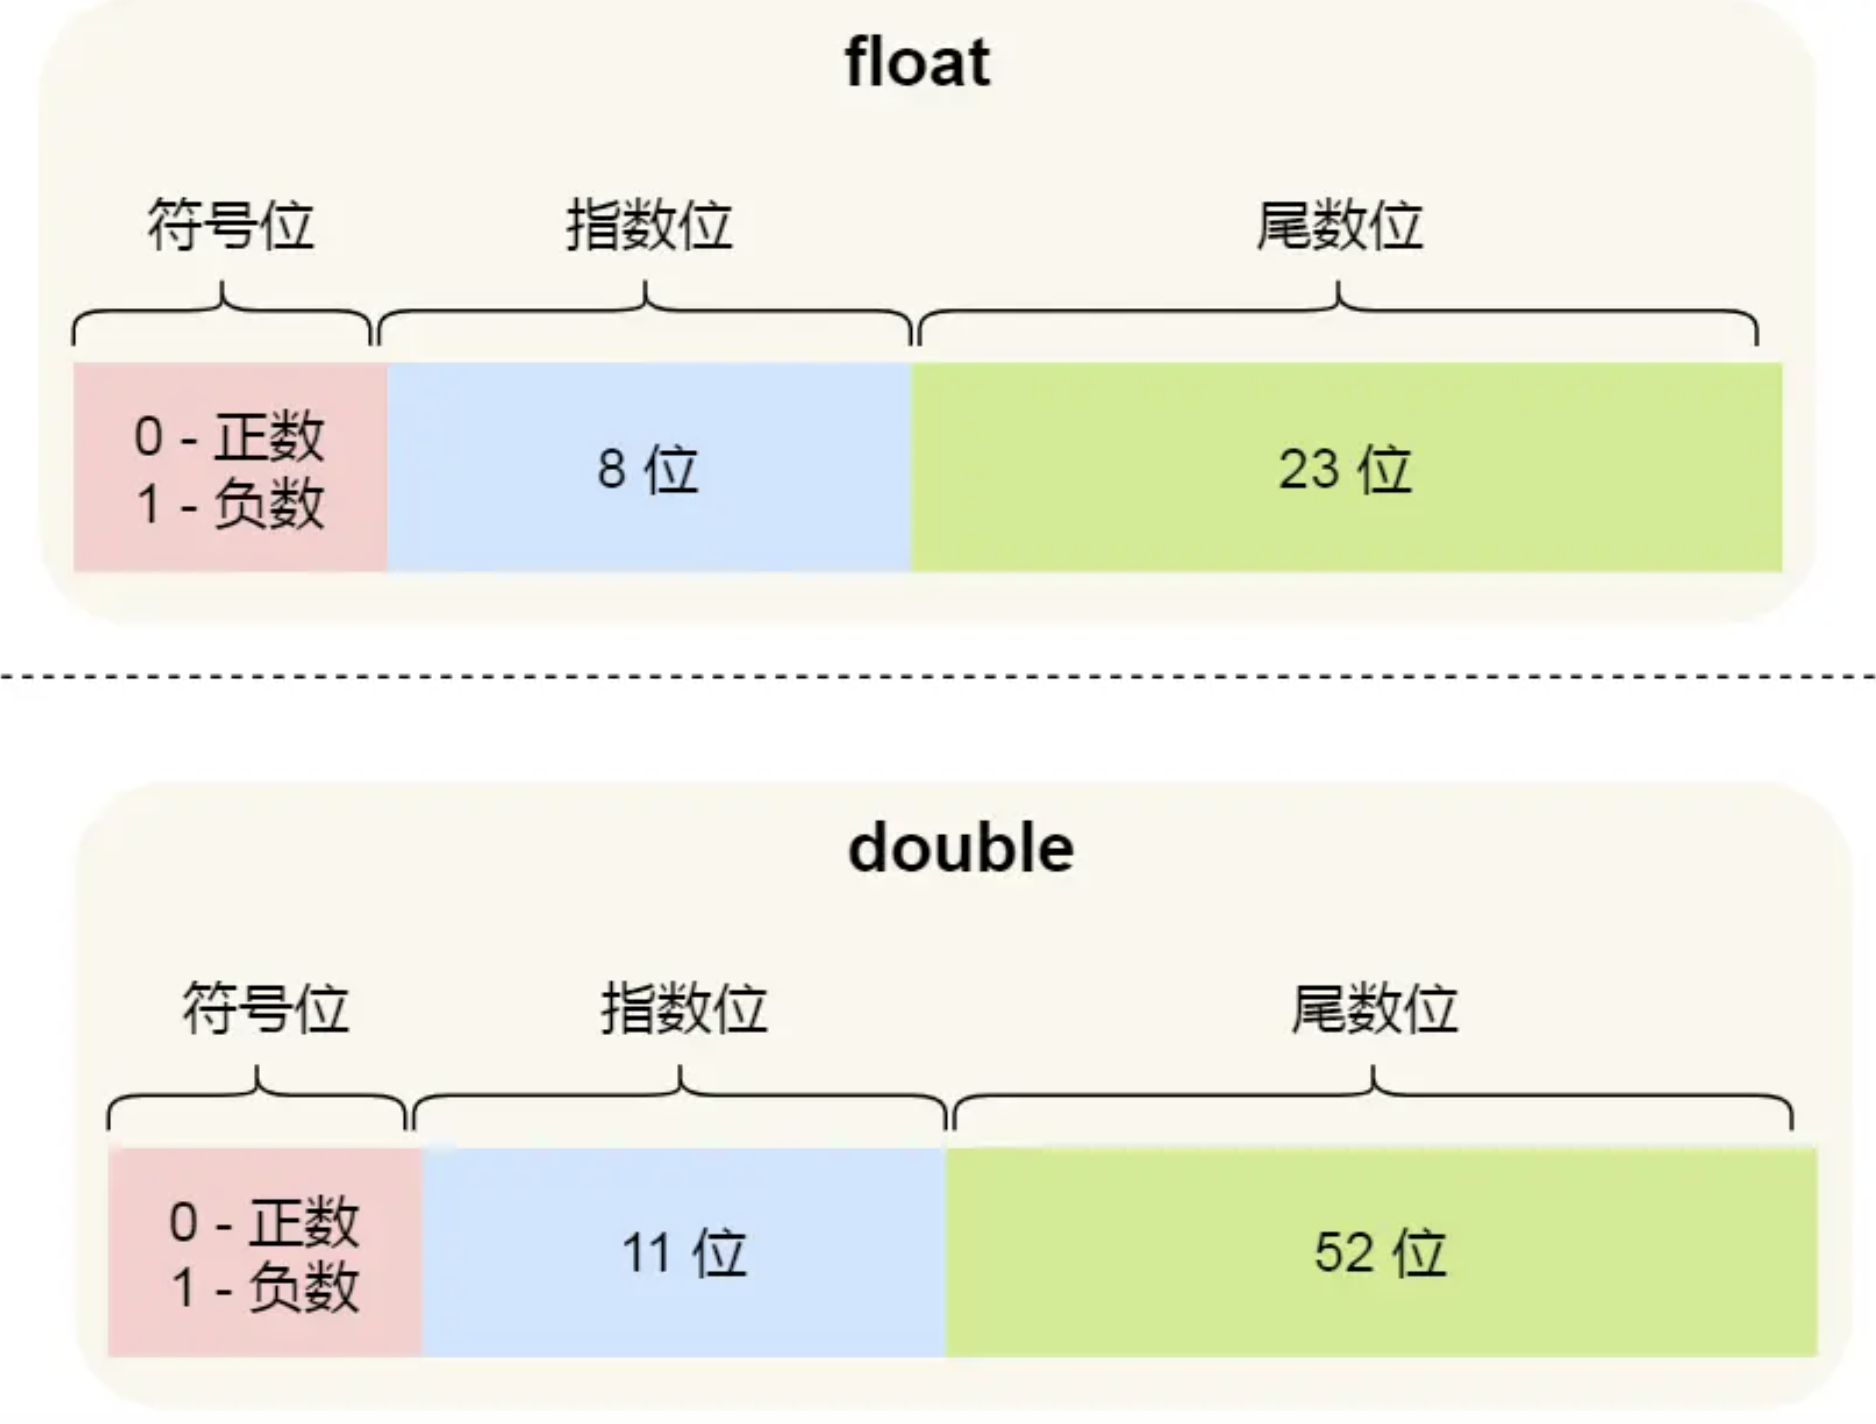 float
符号位 指数位 尾数位
0 - 正数
1 - 负数
8 位
23 位
double
符号位 指数位 尾数位
0 - 正数
1 - 负数
11 位
52 位